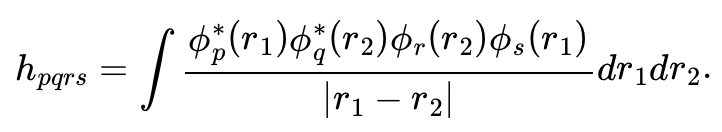 h_{pqrs} = \int \frac{\phi_p^*(r_1)\phi_q^*(r_2)\phi_r(r_2)\phi_s(r_1)}{|r_1 - r_2|} dr_1 dr_2.